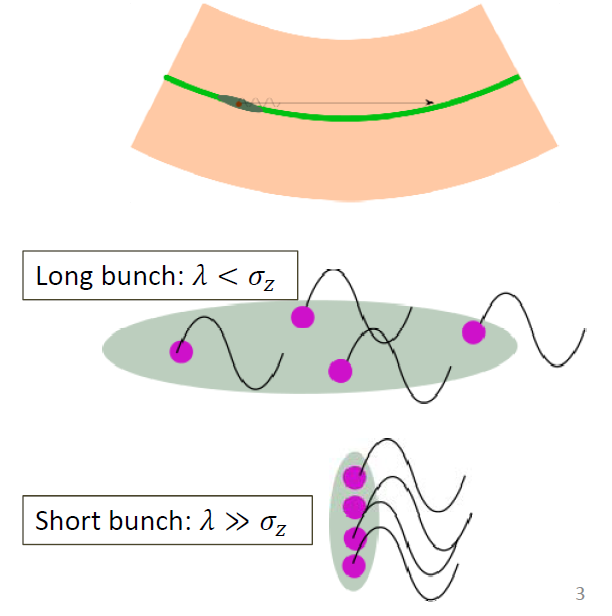 Long bunch: λ < σz
Short bunch: λ ≫ σz
3